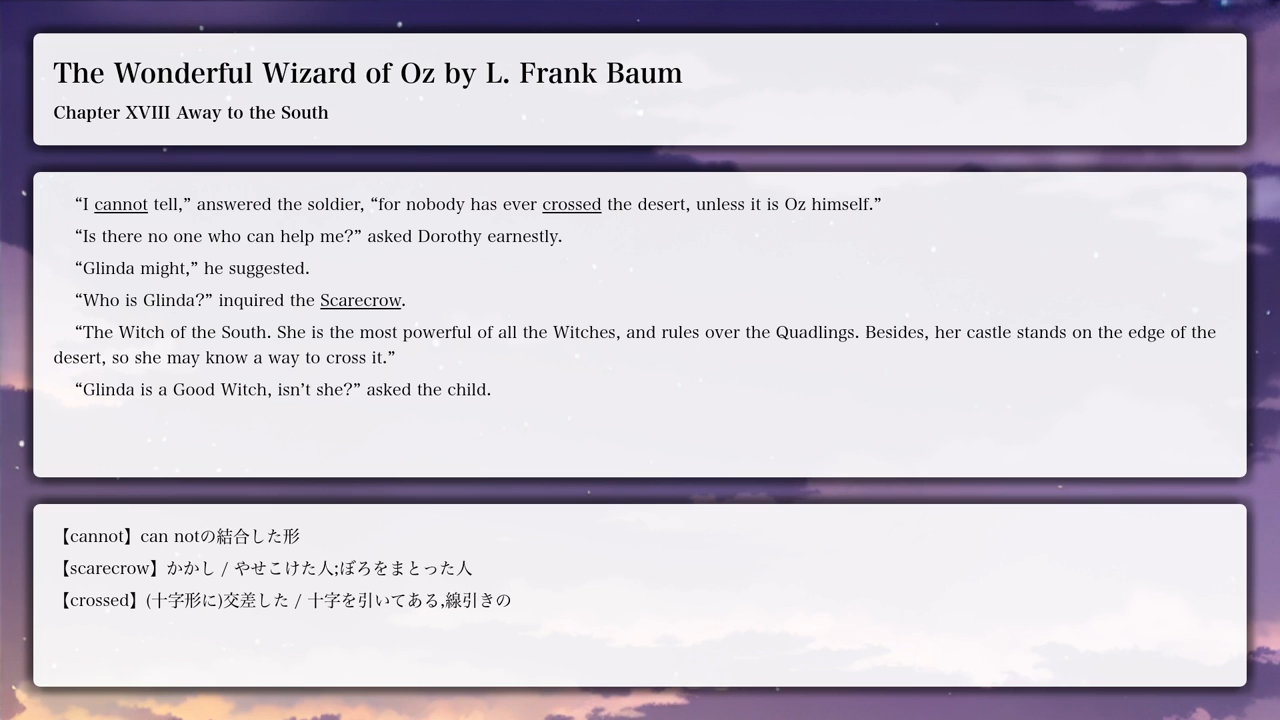 The Wonderful Wizard of Oz by L. Frank Baum
Chapter XVIII Away to the South
“I cannot tell,” answered the soldier, “for nobody has ever crossed the desert, unless it is Oz himself.”
“Is there no one who can help me?” asked Dorothy earnestly.
“Glinda might,” he suggested.
“Who is Glinda?” inquired the Scarecrow.
“The Witch of the South. She is the most powerful of all the Witches, and rules over the Quadlings. Besides, her castle stands on the edge of the
desert, so she may know a way to cross it.”
“Glinda is a Good Witch, isn’t she?” asked the child.
【cannot】can notの結合した形
【scarecrow】かかし / やせこけた人;ぼろをまとった人
【crossed】(十字形に)交差した / 十字を引いてある,線引きの